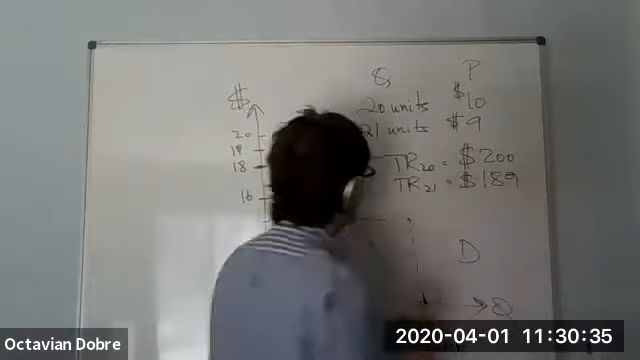 Q P
20 units $10
21 units $9
TR20 = $200
TR21 = $189
$
20
19
18
16
D
Q
Octavian Dobre
2020-04-01 11:30:35